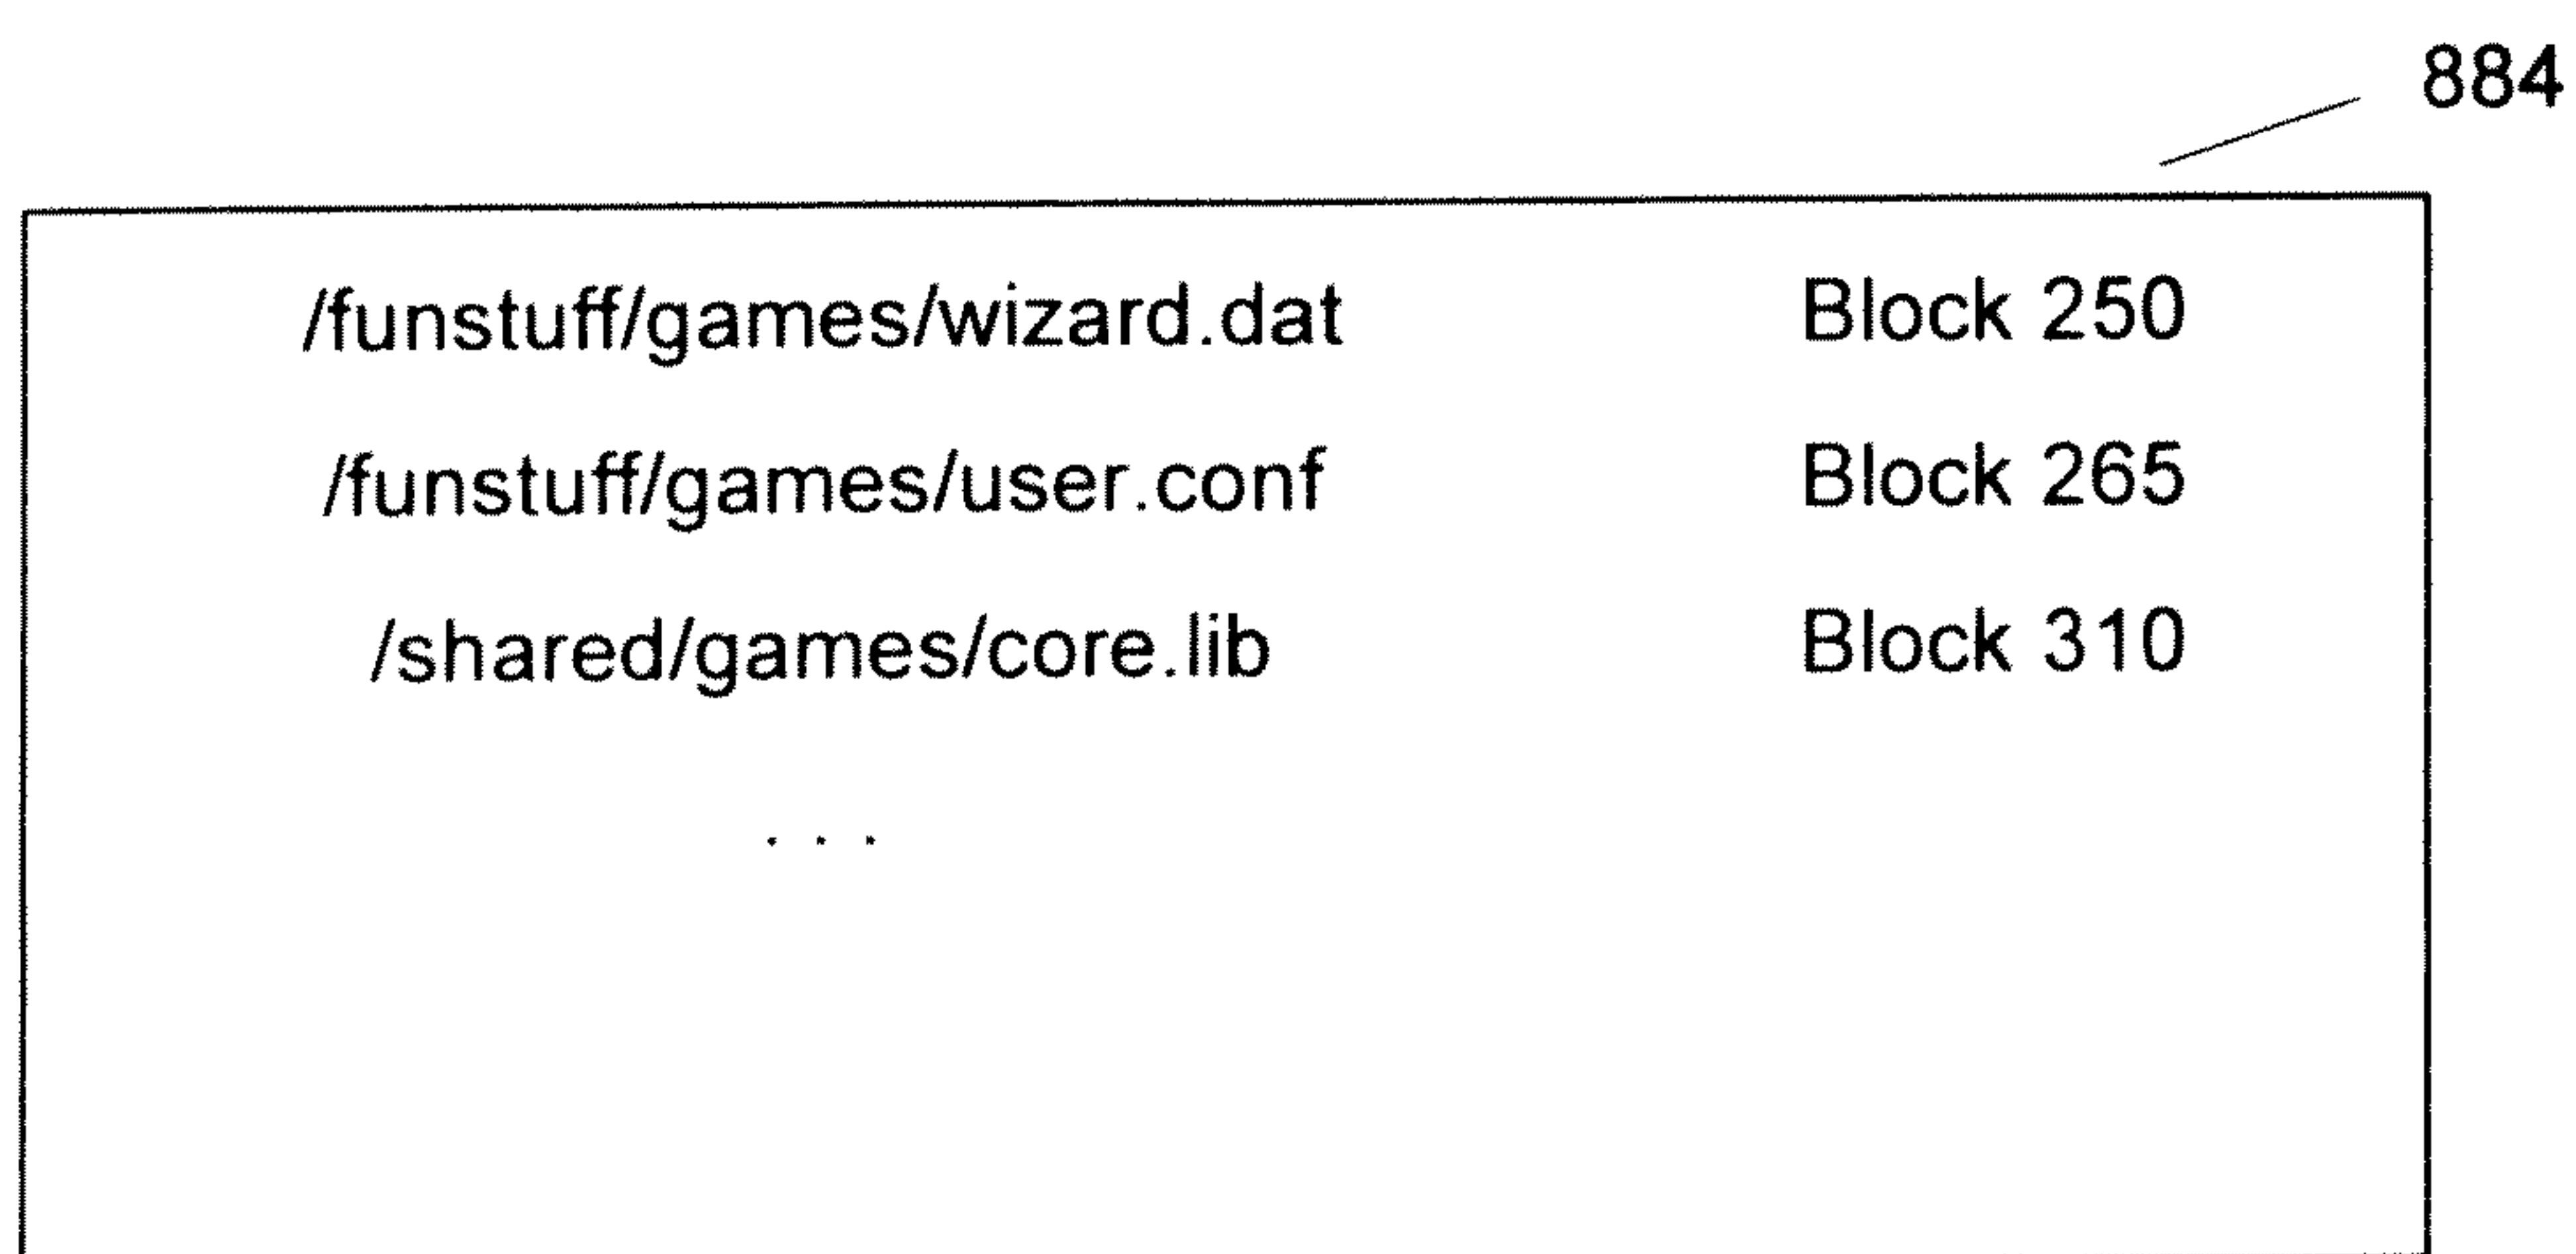 884
/funstuff/games/wizard.dat Block 250
/funstuff/games/user.conf Block 265
/shared/games/core.lib Block 310
. . .